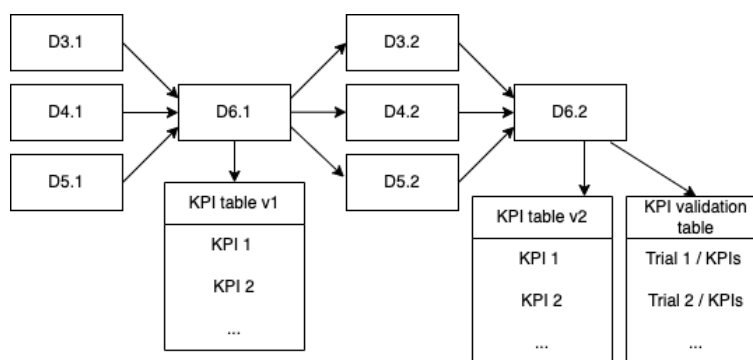 D3.1
D3.2
D4.1
D6.1
D4.2
D6.2
D5.1
D5.2
KPI table v1
KPI 1
KPI 2
...
KPI table v2
KPI 1
KPI 2
...
KPI validation
table
Trial 1 / KPIs
Trial 2 / KPIs
...